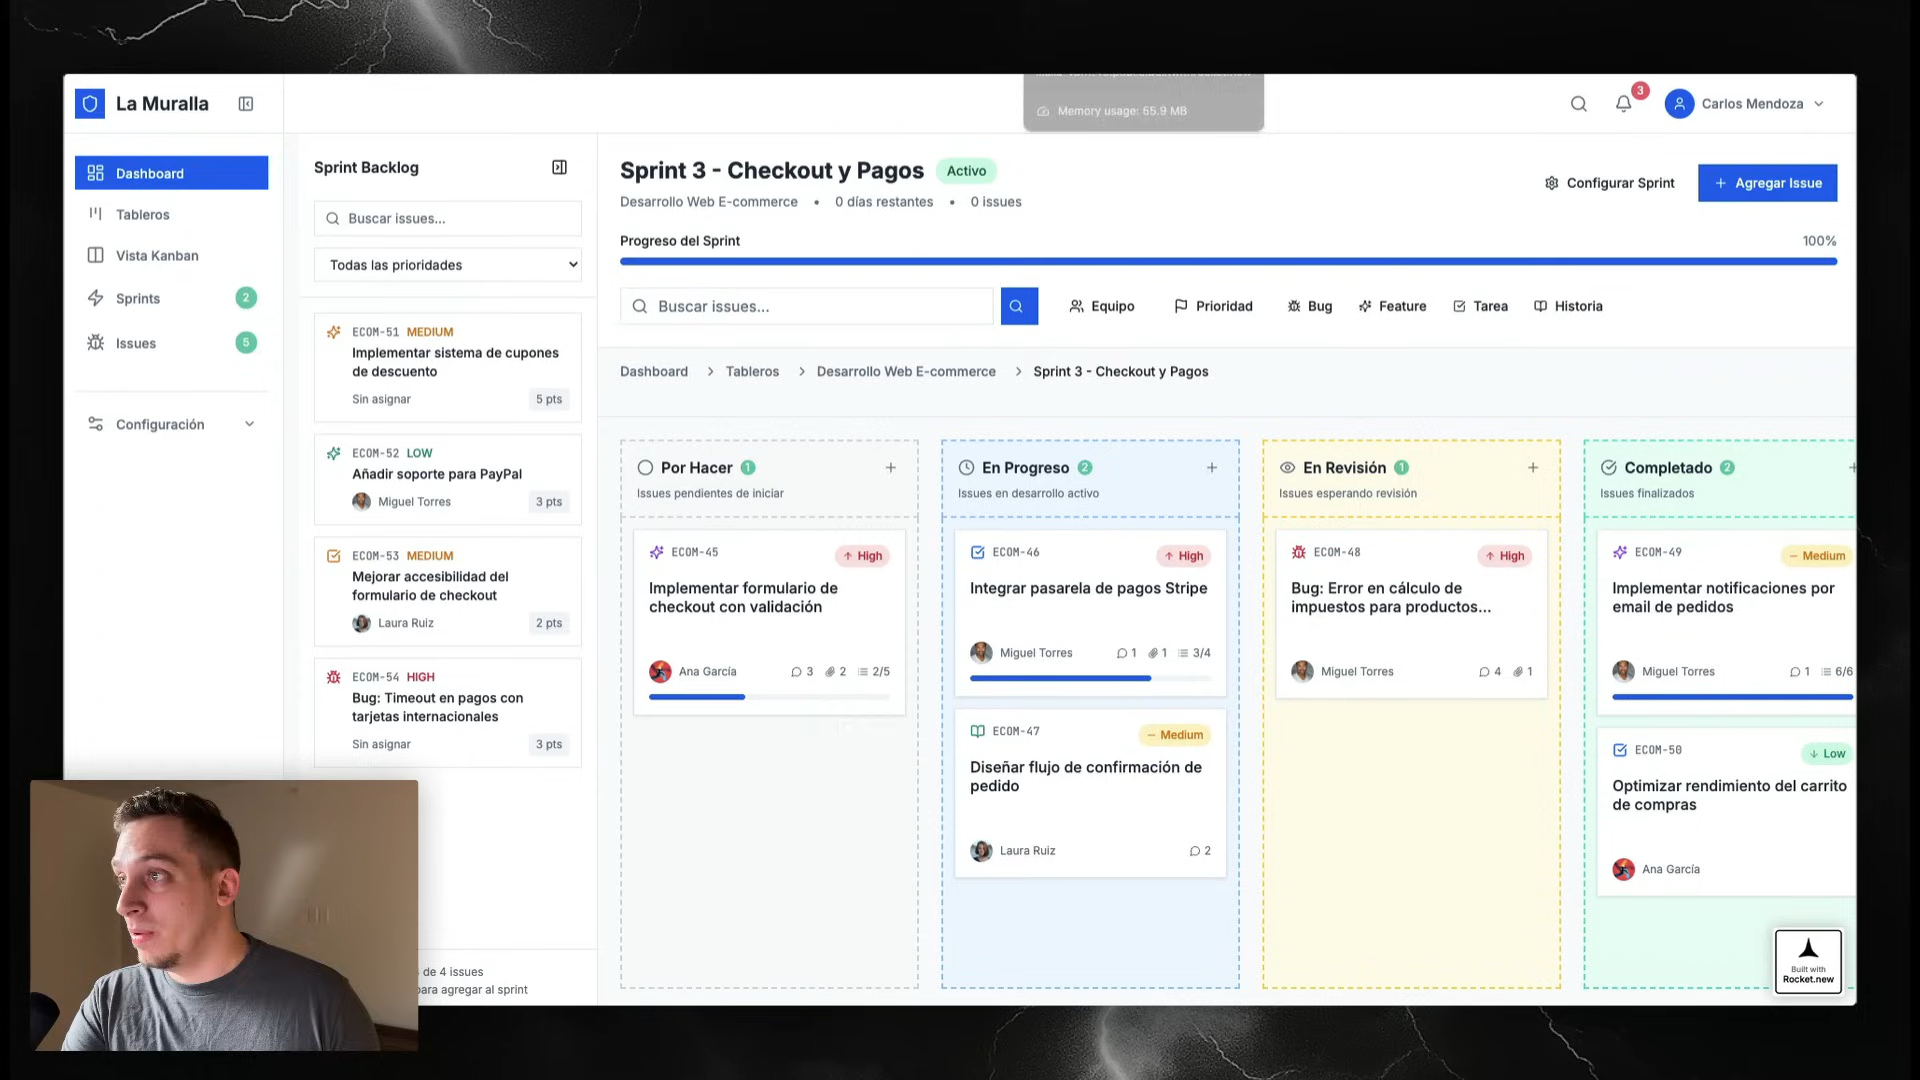 La Muralla
Memory usage: 65.9 MB
3
Carlos Mendoza
Dashboard
Tableros
Vista Kanban
Sprints 2
Issues 5
Configuración
Sprint Backlog
Buscar issues...
Todas las prioridades
ECOM-51 MEDIUM
Implementar sistema de cupones
de descuento
Sin asignar 5 pts
ECOM-52 LOW
Añadir soporte para PayPal
Miguel Torres 3 pts
ECOM-53 MEDIUM
Mejorar accesibilidad del
formulario de checkout
Laura Ruiz 2 pts
ECOM-54 HIGH
Bug: Timeout en pagos con
tarjetas internacionales
Sin asignar 3 pts
de 4 issues
para agregar al sprint
Sprint 3 - Checkout y Pagos Activo
Desarrollo Web E-commerce • 0 días restantes • 0 issues
Configurar Sprint
+ Agregar Issue
Progreso del Sprint 100%
Buscar issues...
Equipo Prioridad Bug Feature Tarea Historia
Dashboard > Tableros > Desarrollo Web E-commerce > Sprint 3 - Checkout y Pagos
Por Hacer 1 +
Issues pendientes de iniciar
ECOM-45 ↑ High
Implementar formulario de
checkout con validación
Ana García 3 2 2/5
En Progreso 2 +
Issues en desarrollo activo
ECOM-46 ↑ High
Integrar pasarela de pagos Stripe
Miguel Torres 1 1 3/4
ECOM-47 – Medium
Diseñar flujo de confirmación de
pedido
Laura Ruiz 2
En Revisión 1 +
Issues esperando revisión
ECOM-48 ↑ High
Bug: Error en cálculo de
impuestos para productos...
Miguel Torres 4 1
Completado 2 +
Issues finalizados
ECOM-49 – Medium
Implementar notificaciones por
email de pedidos
Miguel Torres 1 6/6
ECOM-50 ↓ Low
Optimizar rendimiento del carrito
de compras
Ana García
Built with
Rocket.new